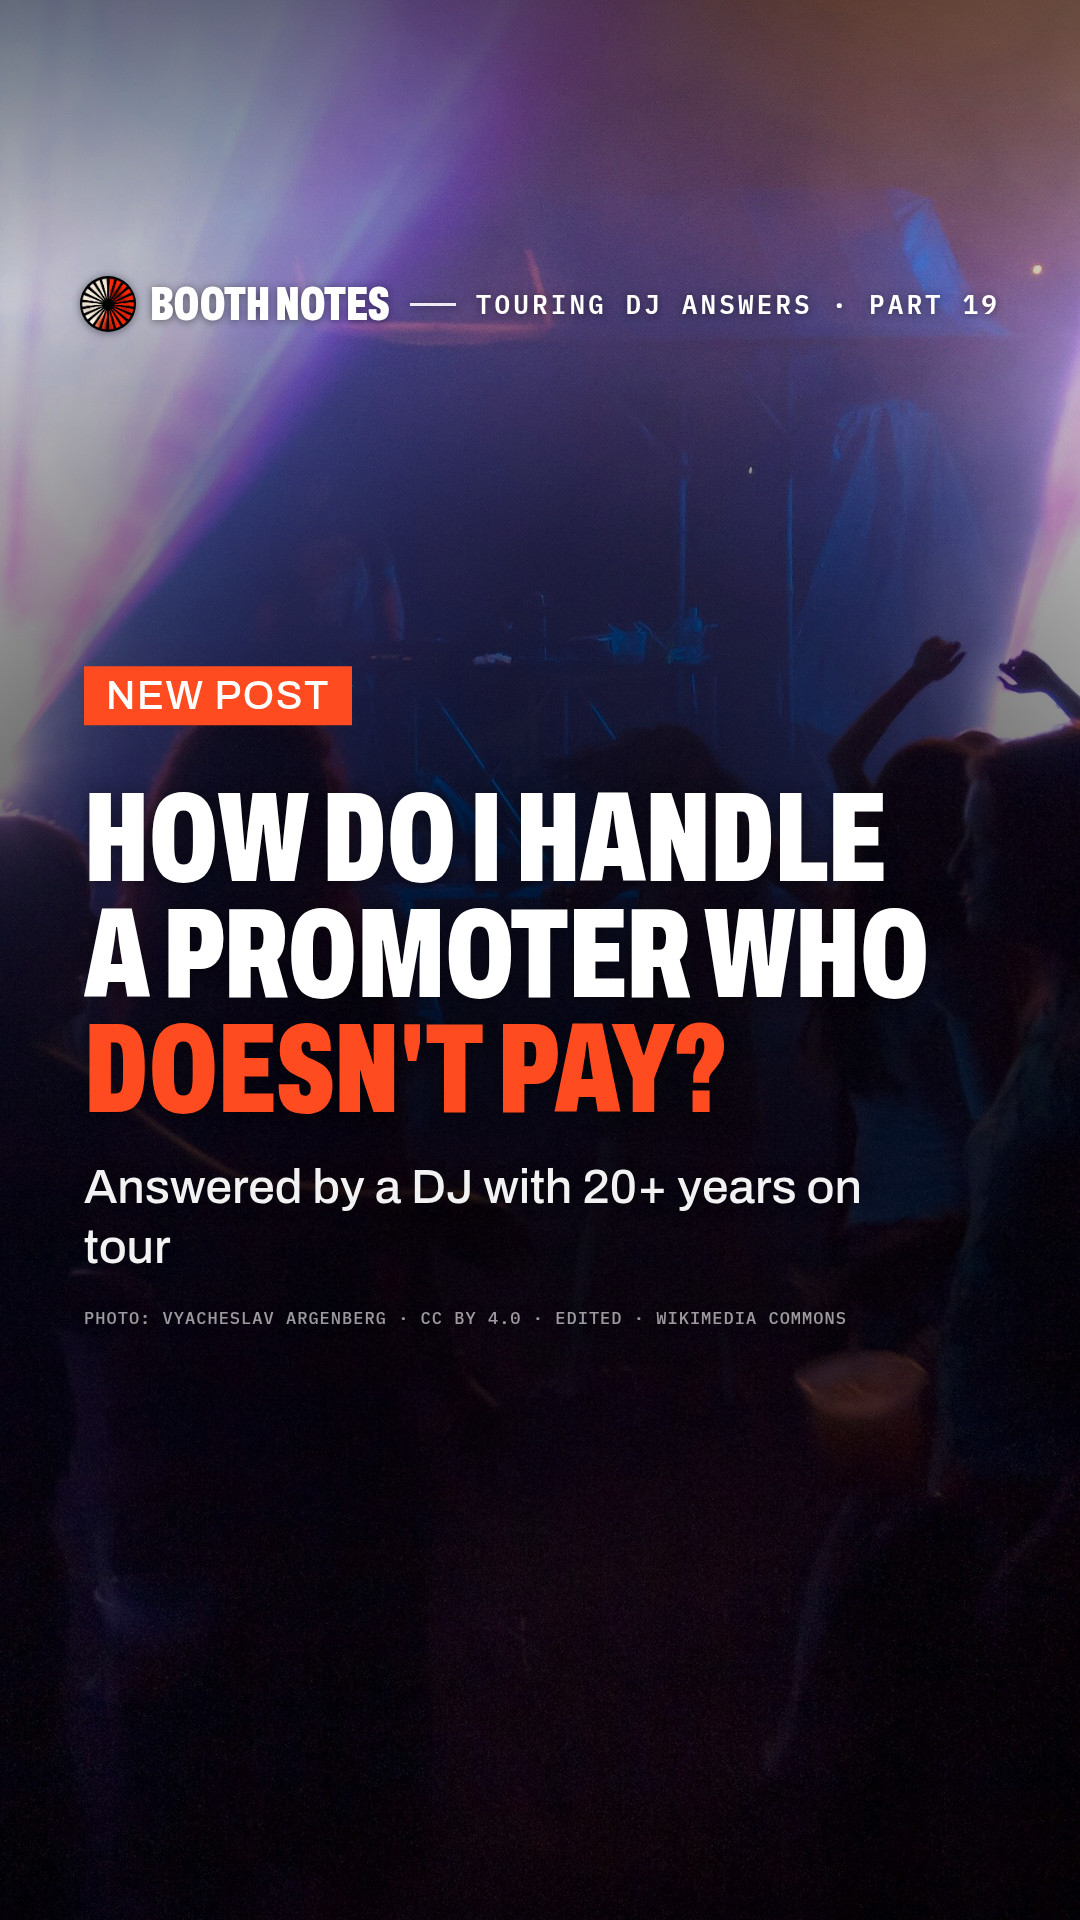 BOOTH NOTES — TOURING DJ ANSWERS · PART 19
NEW POST
HOW DO I HANDLE
A PROMOTER WHO
DOESN'T PAY?
Answered by a DJ with 20+ years on
tour
PHOTO: VYACHESLAV ARGENBERG · CC BY 4.0 · EDITED · WIKIMEDIA COMMONS